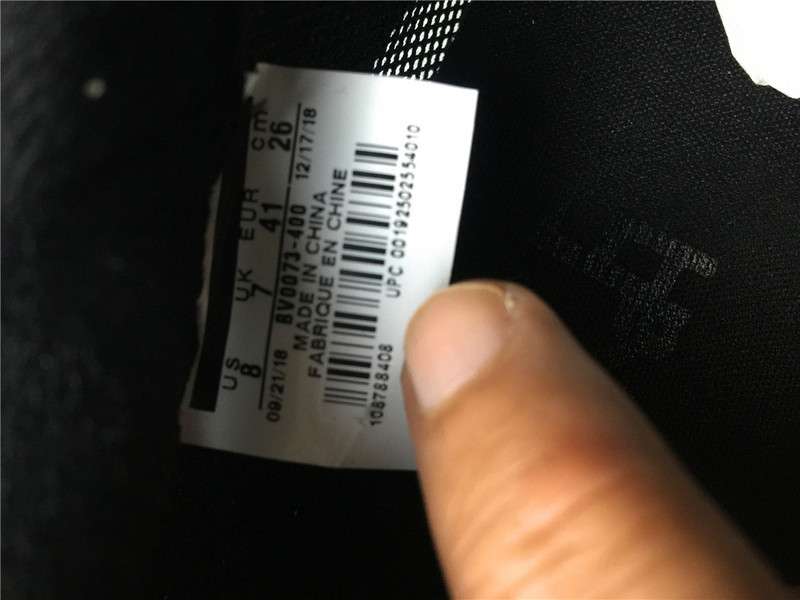 US UK EUR cm
8 7 41 26
09/21/18 BV0073-400 12/17/18
MADE IN CHINA
FABRIQUE EN CHINE
108788408 UPC 00192502554010